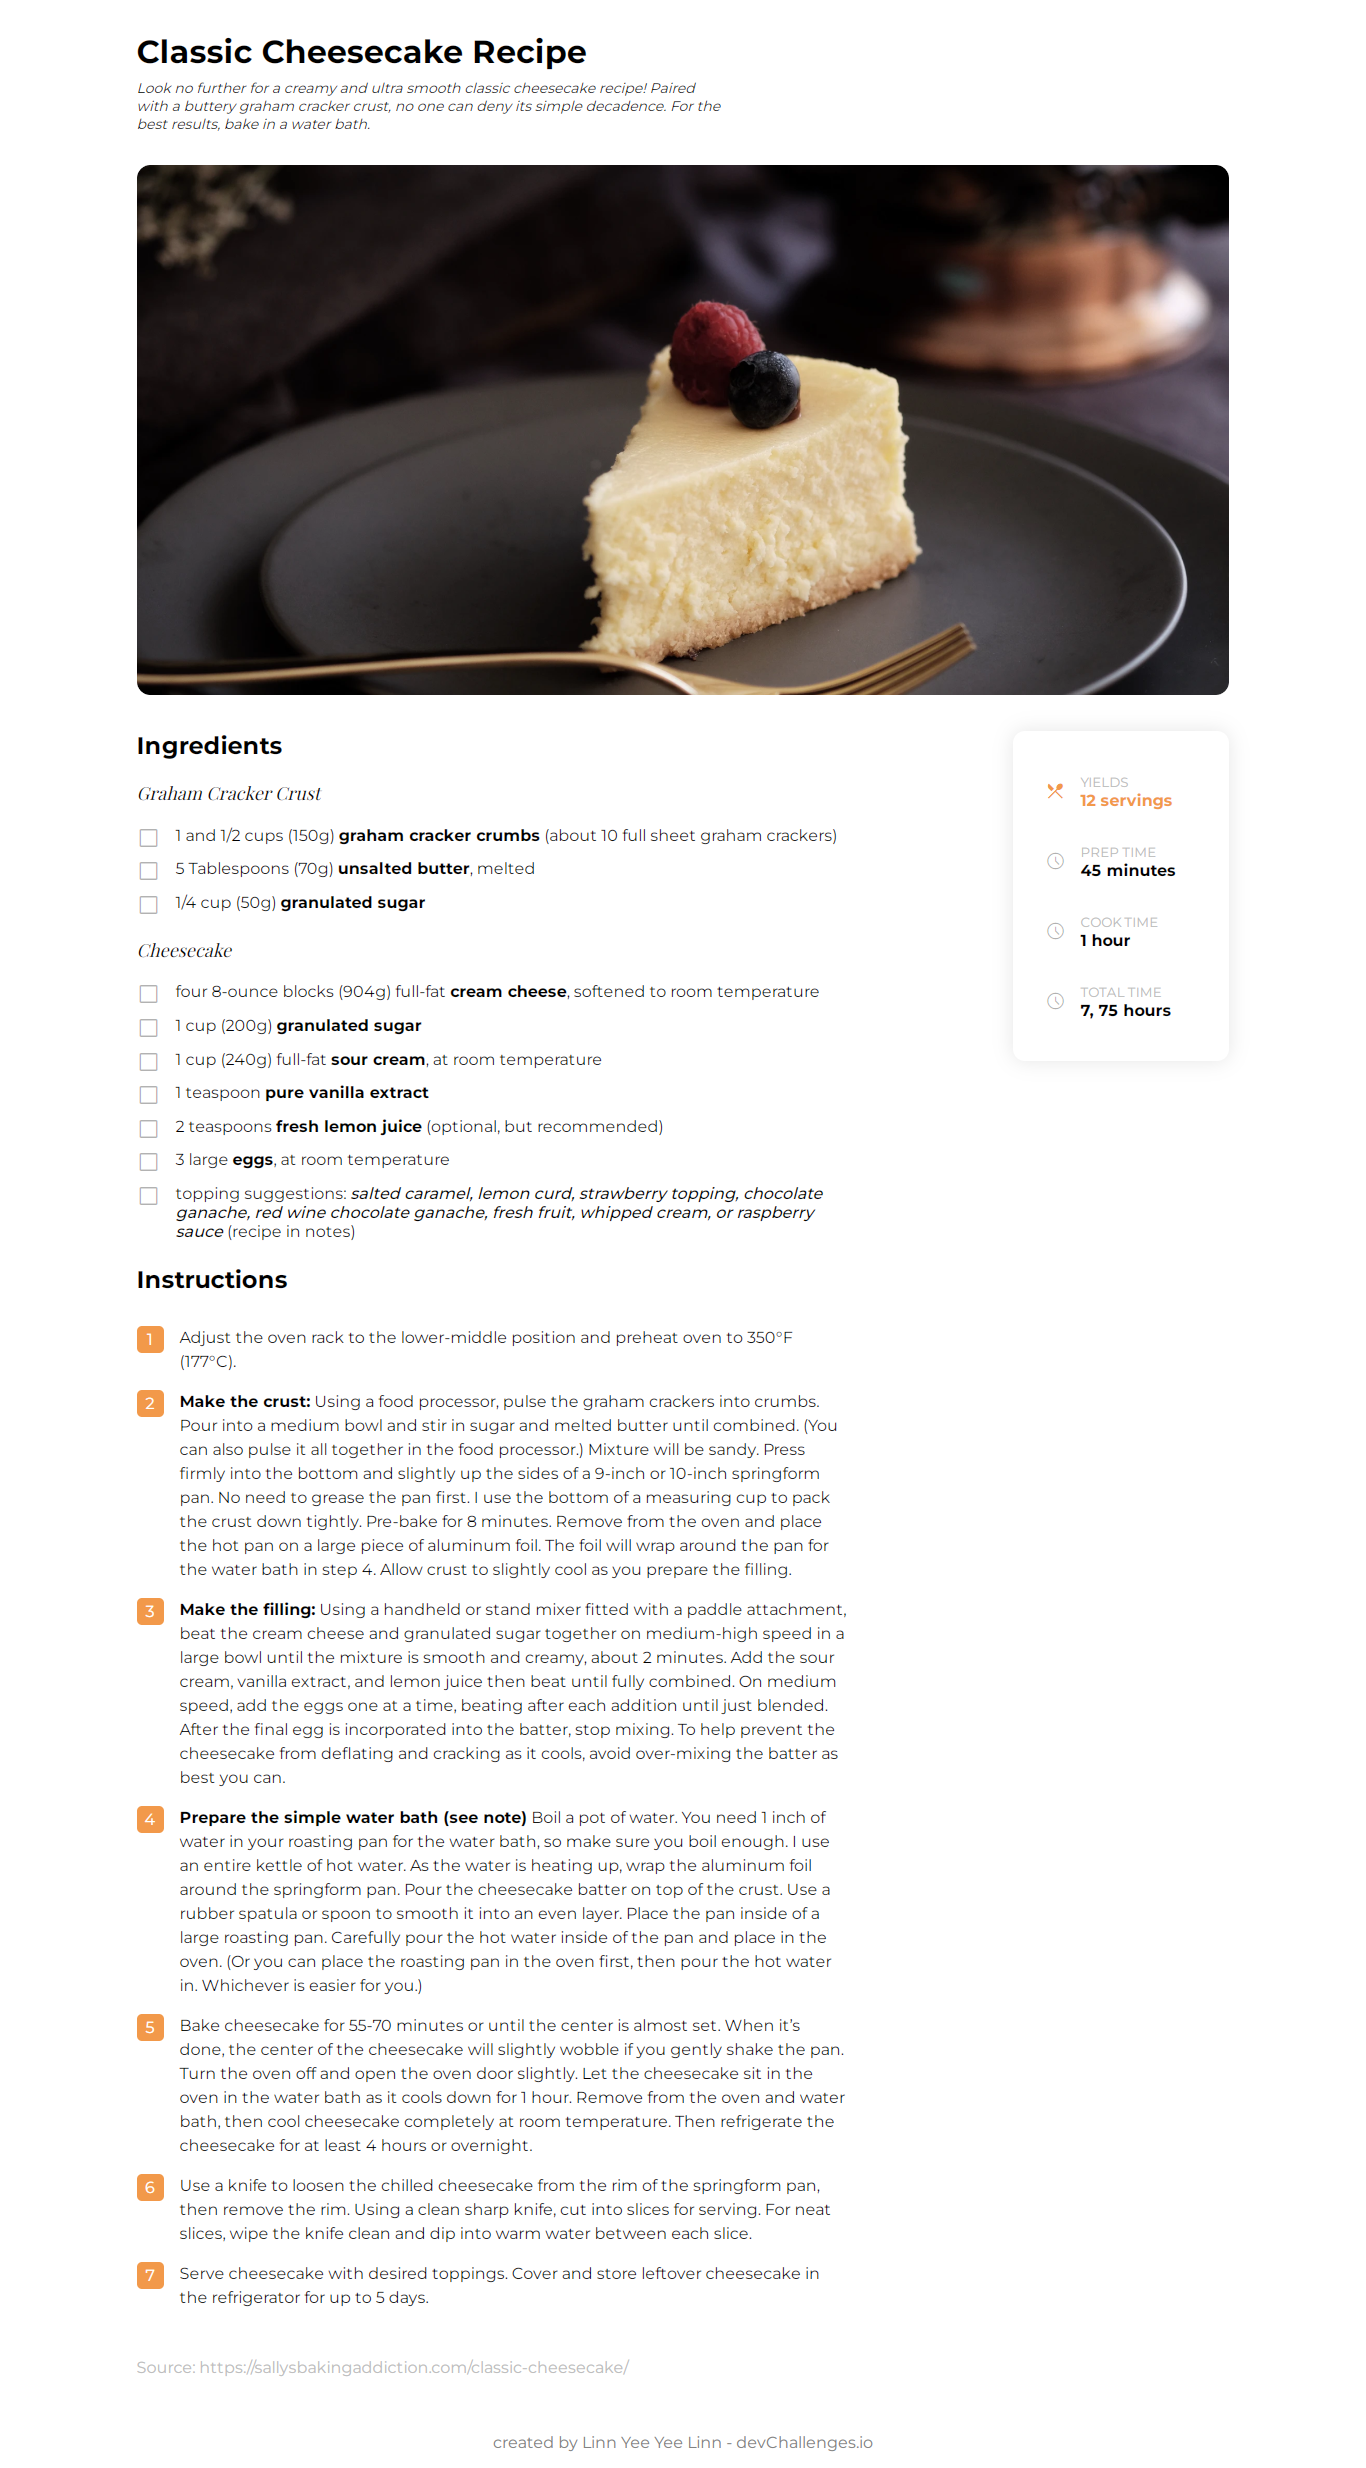 Classic Cheesecake Recipe
Look no further for a creamy and ultra smooth classic cheesecake recipe! Paired
with a buttery graham cracker crust, no one can deny its simple decadence. For the
best results, bake in a water bath.
Ingredients
Graham Cracker Crust
1 and 1/2 cups (150g) graham cracker crumbs (about 10 full sheet graham crackers)
5 Tablespoons (70g) unsalted butter, melted
1/4 cup (50g) granulated sugar
Cheesecake
four 8-ounce blocks (904g) full-fat cream cheese, softened to room temperature
1 cup (200g) granulated sugar
1 cup (240g) full-fat sour cream, at room temperature
1 teaspoon pure vanilla extract
2 teaspoons fresh lemon juice (optional, but recommended)
3 large eggs, at room temperature
topping suggestions: salted caramel, lemon curd, strawberry topping, chocolate
ganache, red wine chocolate ganache, fresh fruit, whipped cream, or raspberry
sauce (recipe in notes)
YIELDS
12 servings
PREP TIME
45 minutes
COOK TIME
1 hour
TOTAL TIME
7, 75 hours
Instructions
1 Adjust the oven rack to the lower-middle position and preheat oven to 350°F
(177°C).
2 Make the crust: Using a food processor, pulse the graham crackers into crumbs.
Pour into a medium bowl and stir in sugar and melted butter until combined. (You
can also pulse it all together in the food processor.) Mixture will be sandy. Press
firmly into the bottom and slightly up the sides of a 9-inch or 10-inch springform
pan. No need to grease the pan first. I use the bottom of a measuring cup to pack
the crust down tightly. Pre-bake for 8 minutes. Remove from the oven and place
the hot pan on a large piece of aluminum foil. The foil will wrap around the pan for
the water bath in step 4. Allow crust to slightly cool as you prepare the filling.
3 Make the filling: Using a handheld or stand mixer fitted with a paddle attachment,
beat the cream cheese and granulated sugar together on medium-high speed in a
large bowl until the mixture is smooth and creamy, about 2 minutes. Add the sour
cream, vanilla extract, and lemon juice then beat until fully combined. On medium
speed, add the eggs one at a time, beating after each addition until just blended.
After the final egg is incorporated into the batter, stop mixing. To help prevent the
cheesecake from deflating and cracking as it cools, avoid over-mixing the batter as
best you can.
4 Prepare the simple water bath (see note) Boil a pot of water. You need 1 inch of
water in your roasting pan for the water bath, so make sure you boil enough. I use
an entire kettle of hot water. As the water is heating up, wrap the aluminum foil
around the springform pan. Pour the cheesecake batter on top of the crust. Use a
rubber spatula or spoon to smooth it into an even layer. Place the pan inside of a
large roasting pan. Carefully pour the hot water inside of the pan and place in the
oven. (Or you can place the roasting pan in the oven first, then pour the hot water
in. Whichever is easier for you.)
5 Bake cheesecake for 55-70 minutes or until the center is almost set. When it's
done, the center of the cheesecake will slightly wobble if you gently shake the pan.
Turn the oven off and open the oven door slightly. Let the cheesecake sit in the
oven in the water bath as it cools down for 1 hour. Remove from the oven and water
bath, then cool cheesecake completely at room temperature. Then refrigerate the
cheesecake for at least 4 hours or overnight.
6 Use a knife to loosen the chilled cheesecake from the rim of the springform pan,
then remove the rim. Using a clean sharp knife, cut into slices for serving. For neat
slices, wipe the knife clean and dip into warm water between each slice.
7 Serve cheesecake with desired toppings. Cover and store leftover cheesecake in
the refrigerator for up to 5 days.
Source: https://sallysbakingaddiction.com/classic-cheesecake/
created by Linn Yee Yee Linn - devChallenges.io